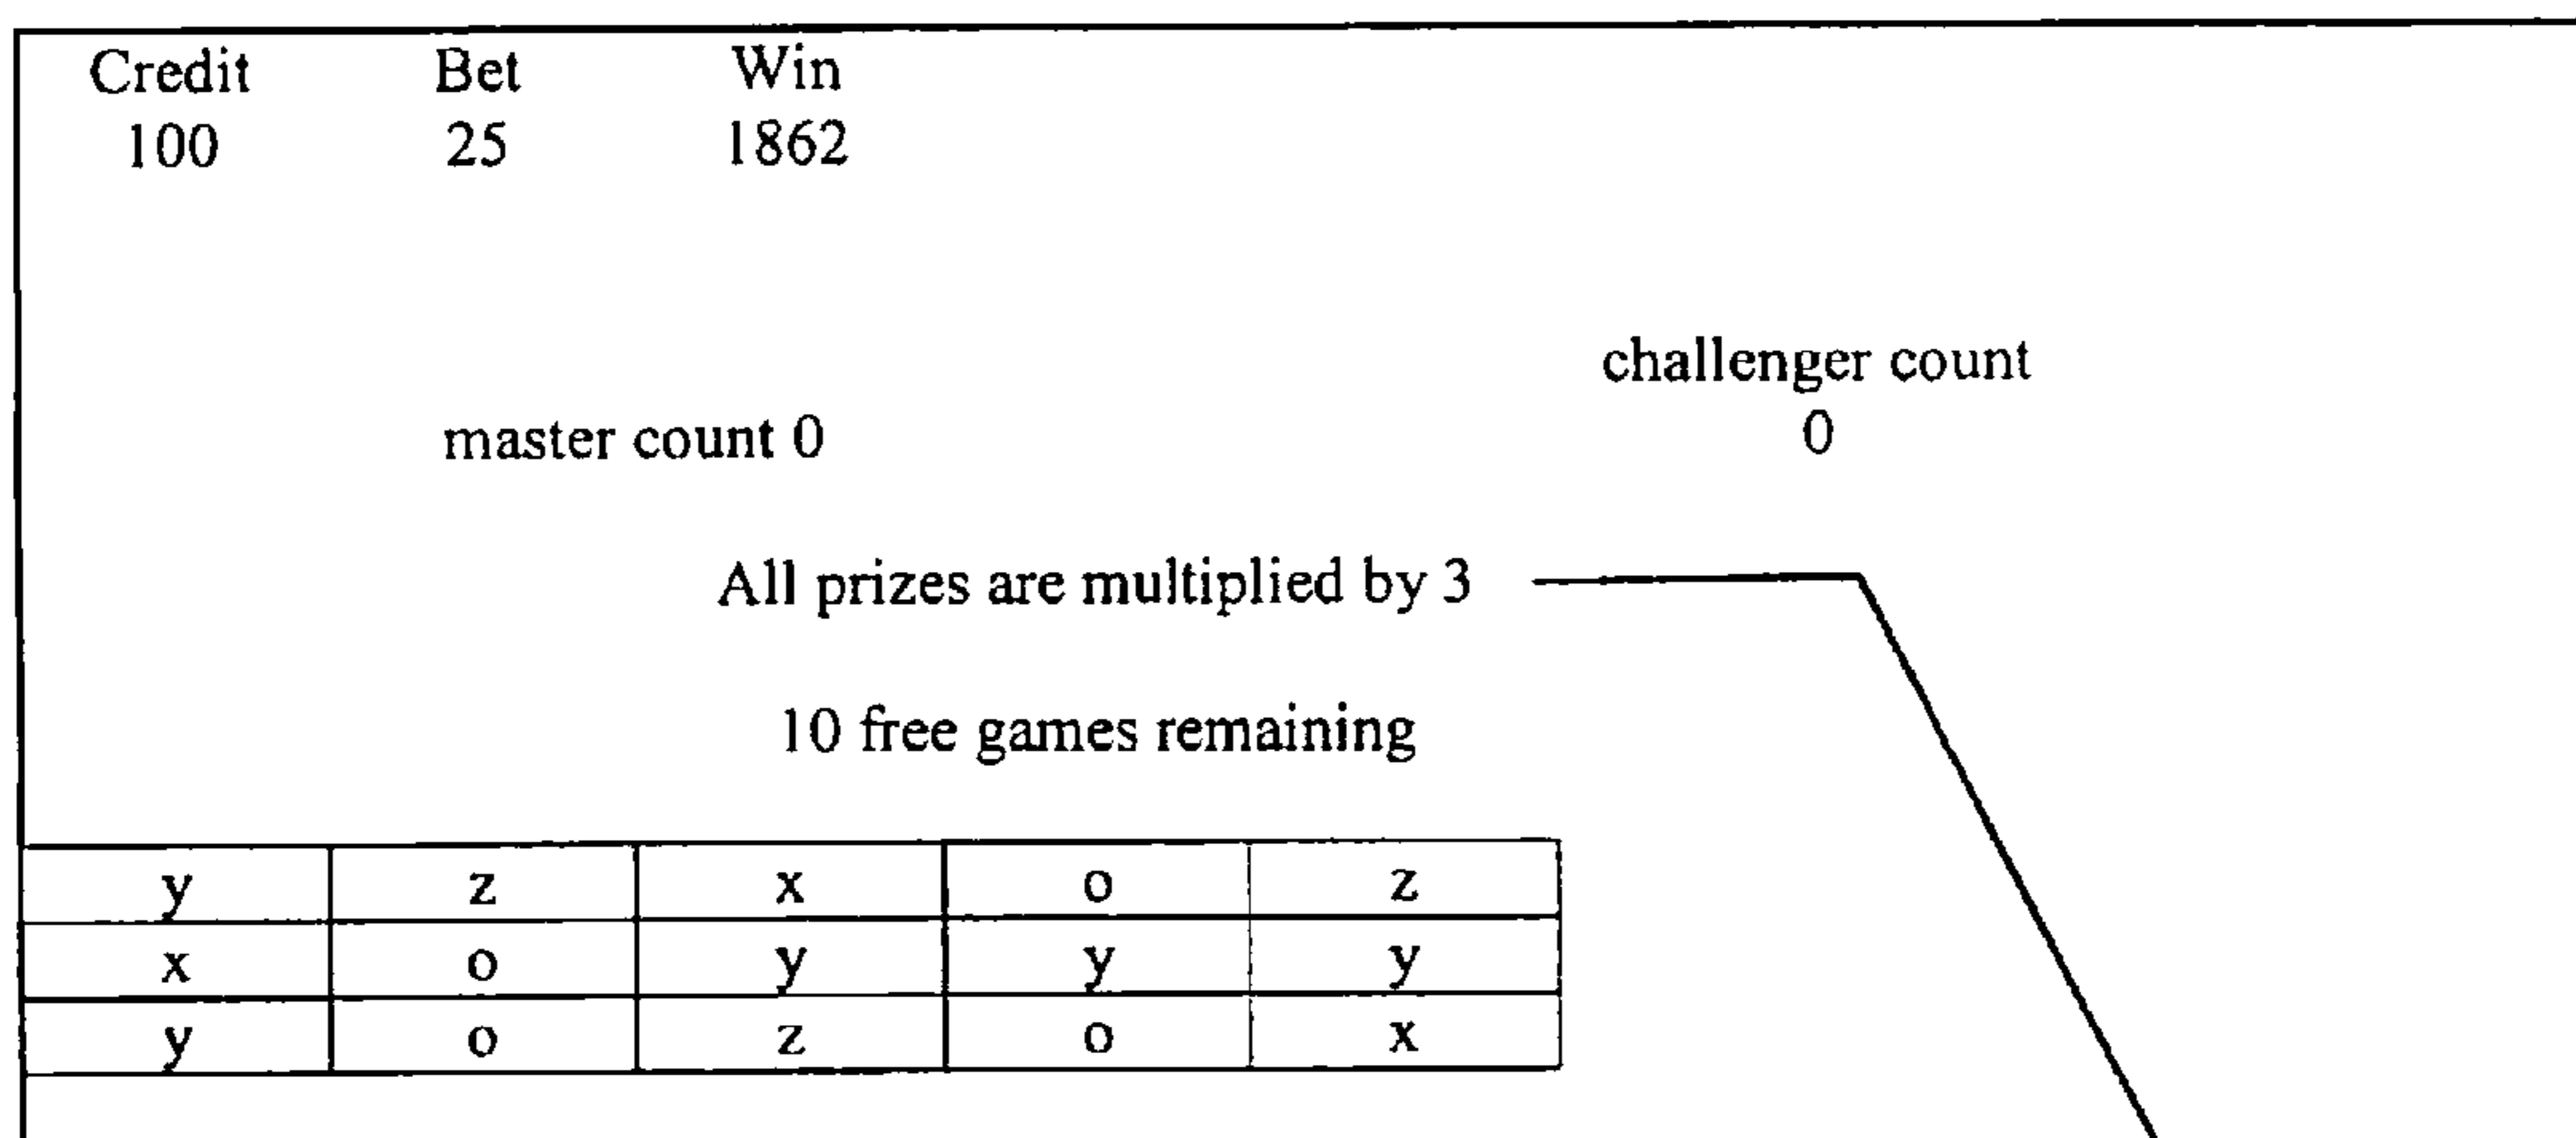 Credit Bet Win
100 25 1862
challenger count
0
master count 0
All prizes are multiplied by 3
10 free games remaining
y z x o z
x o y y y
y o z o x